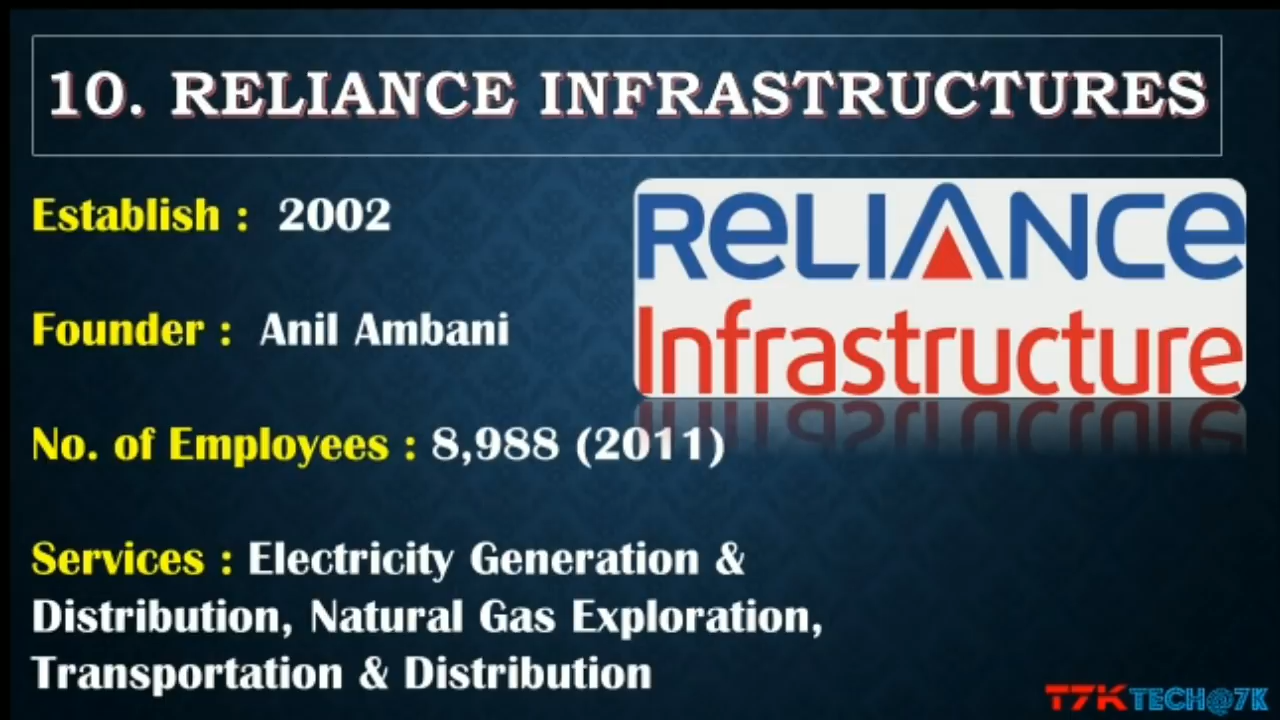 10. RELIANCE INFRASTRUCTURES
Establish : 2002
RELIANCE
Infrastructure
Founder : Anil Ambani
No. of Employees : 8,988 (2011)
Services : Electricity Generation &
Distribution, Natural Gas Exploration,
Transportation & Distribution
T7K TECH@7K